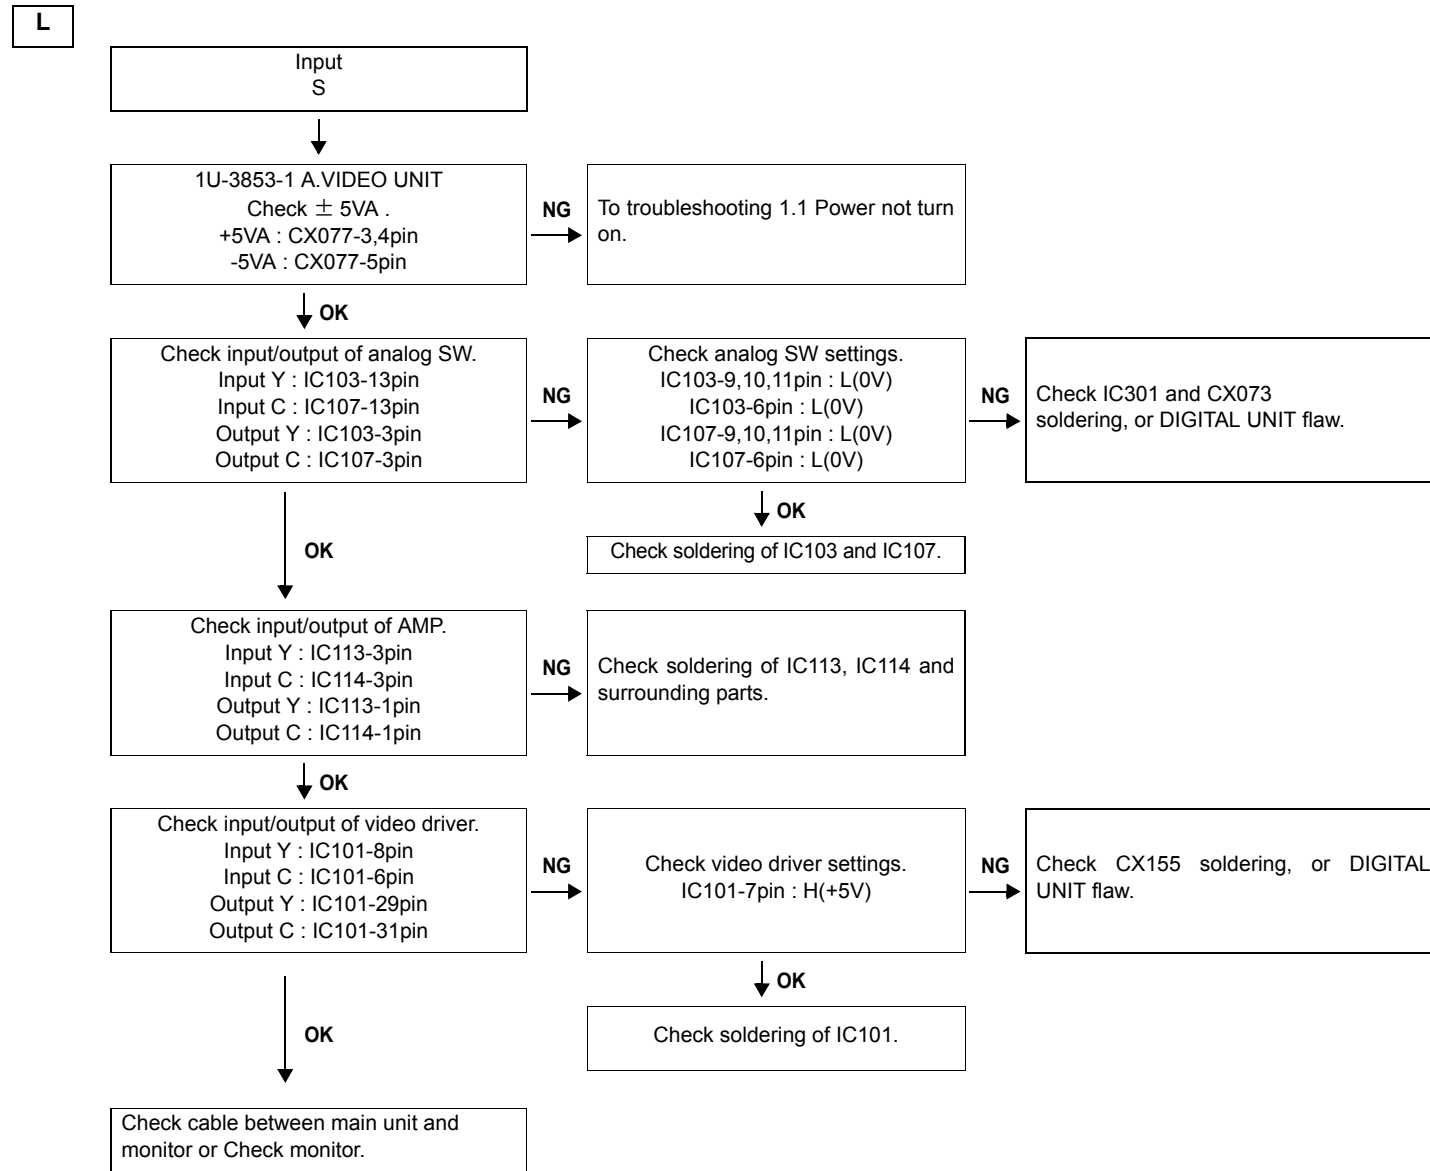 L
Input
S
1U-3853-1 A.VIDEO UNIT
Check ± 5VA .
+5VA : CX077-3,4pin
-5VA : CX077-5pin
NG
To troubleshooting 1.1 Power not turn
on.
OK
Check input/output of analog SW.
Input Y : IC103-13pin
Input C : IC107-13pin
Output Y : IC103-3pin
Output C : IC107-3pin
NG
Check analog SW settings.
IC103-9,10,11pin : L(0V)
IC103-6pin : L(0V)
IC107-9,10,11pin : L(0V)
IC107-6pin : L(0V)
NG
Check IC301 and CX073
soldering, or DIGITAL UNIT flaw.
OK
Check soldering of IC103 and IC107.
OK
Check input/output of AMP.
Input Y : IC113-3pin
Input C : IC114-3pin
Output Y : IC113-1pin
Output C : IC114-1pin
NG
Check soldering of IC113, IC114 and
surrounding parts.
OK
Check input/output of video driver.
Input Y : IC101-8pin
Input C : IC101-6pin
Output Y : IC101-29pin
Output C : IC101-31pin
NG
Check video driver settings.
IC101-7pin : H(+5V)
NG
Check CX155 soldering, or DIGITAL
UNIT flaw.
OK
Check soldering of IC101.
OK
Check cable between main unit and
monitor or Check monitor.